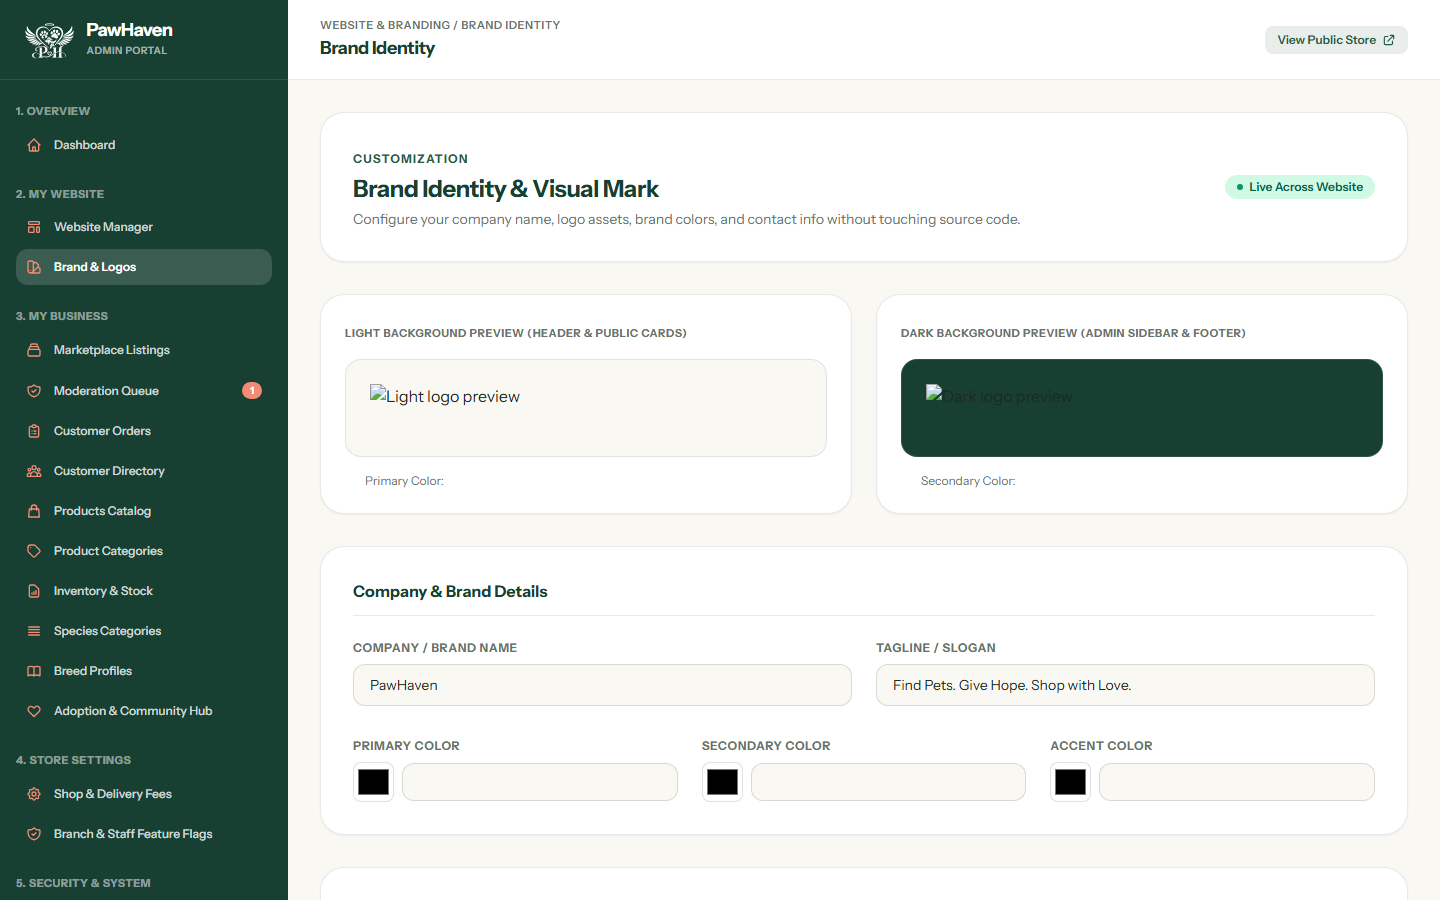 PawHaven
ADMIN PORTAL
1. OVERVIEW
Dashboard
2. MY WEBSITE
Website Manager
Brand & Logos
3. MY BUSINESS
Marketplace Listings
Moderation Queue
1
Customer Orders
Customer Directory
Products Catalog
Product Categories
Inventory & Stock
Species Categories
Breed Profiles
Adoption & Community Hub
4. STORE SETTINGS
Shop & Delivery Fees
Branch & Staff Feature Flags
5. SECURITY & SYSTEM
WEBSITE & BRANDING / BRAND IDENTITY
Brand Identity
View Public Store
CUSTOMIZATION
Brand Identity & Visual Mark
Configure your company name, logo assets, brand colors, and contact info without touching source code.
Live Across Website
LIGHT BACKGROUND PREVIEW (HEADER & PUBLIC CARDS)
Light logo preview
Primary Color:
DARK BACKGROUND PREVIEW (ADMIN SIDEBAR & FOOTER)
Dark logo preview
Secondary Color:
Company & Brand Details
COMPANY / BRAND NAME
PawHaven
TAGLINE / SLOGAN
Find Pets. Give Hope. Shop with Love.
PRIMARY COLOR
SECONDARY COLOR
ACCENT COLOR